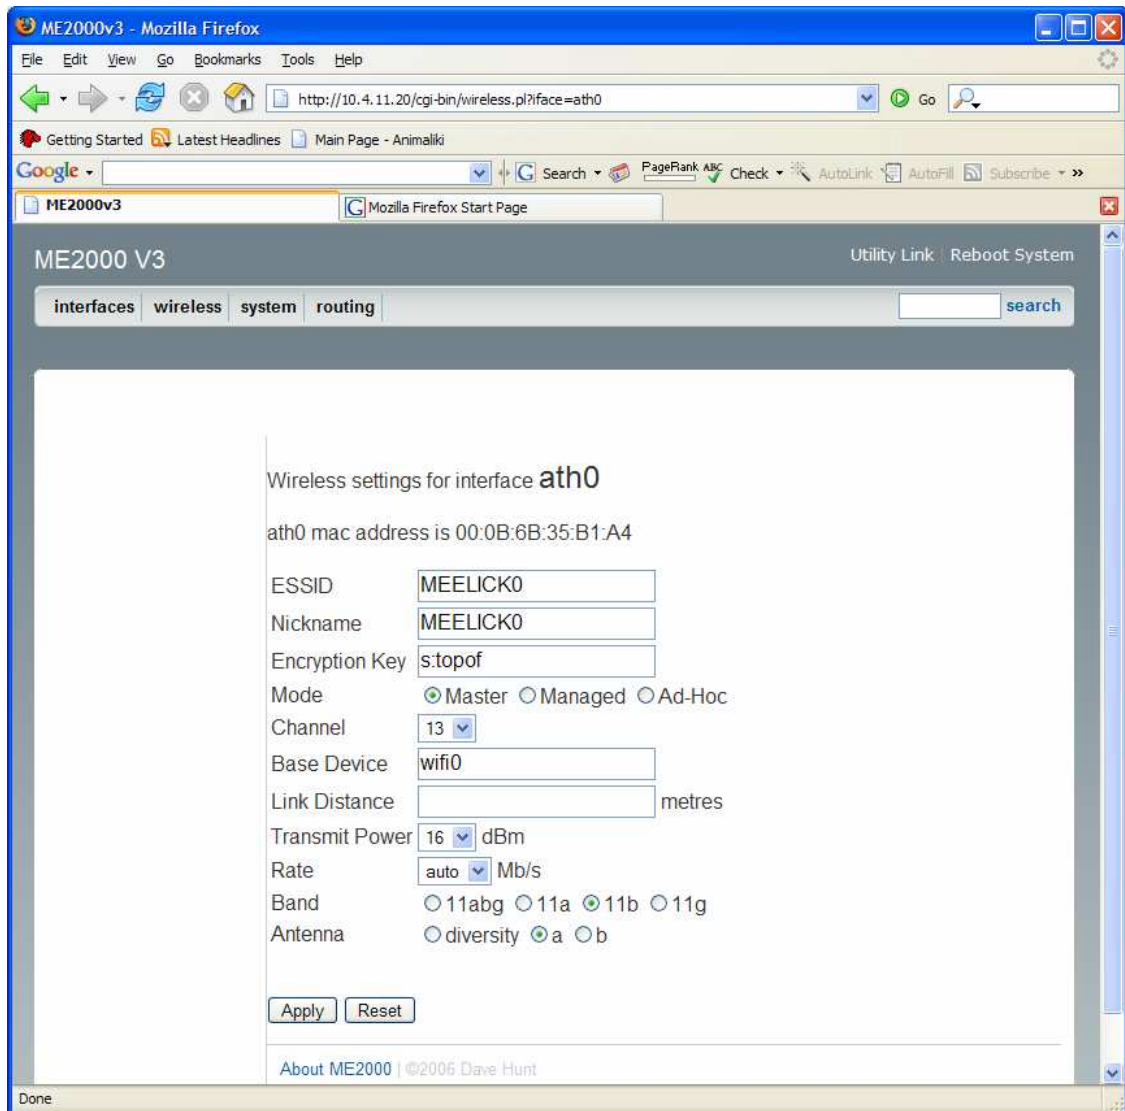 ME2000v3 - Mozilla Firefox
File Edit View Go Bookmarks Tools Help
http://10.4.11.20/cgi-bin/wireless.pl?iface=ath0 Go
Getting Started Latest Headlines Main Page - Animaliki
Google Search PageRank ABC Check AutoLink AutoFill Subscribe
ME2000v3 Mozilla Firefox Start Page
ME2000 V3 Utility Link | Reboot System
interfaces wireless system routing search
Wireless settings for interface ath0
ath0 mac address is 00:0B:6B:35:B1:A4
ESSID MEELICK0
Nickname MEELICK0
Encryption Key s:topof
Mode Master Managed Ad-Hoc
Channel 13
Base Device wifi0
Link Distance metres
Transmit Power 16 dBm
Rate auto Mb/s
Band 11abg 11a 11b 11g
Antenna diversity a b
Apply Reset
About ME2000 | ©2006 Dave Hunt
Done